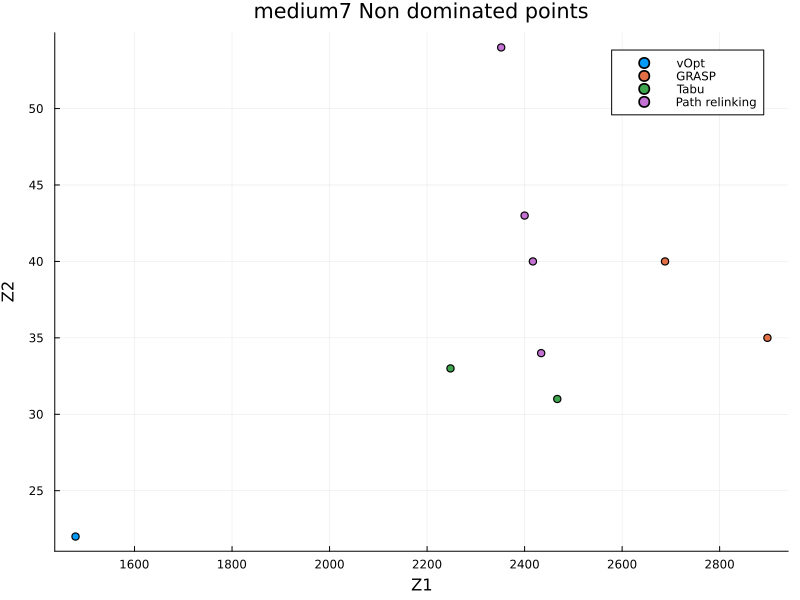 medium7 Non dominated points
vOpt
GRASP
Tabu
Path relinking
50
45
40
35
30
25
Z2
1600 1800 2000 2200 2400 2600 2800
Z1